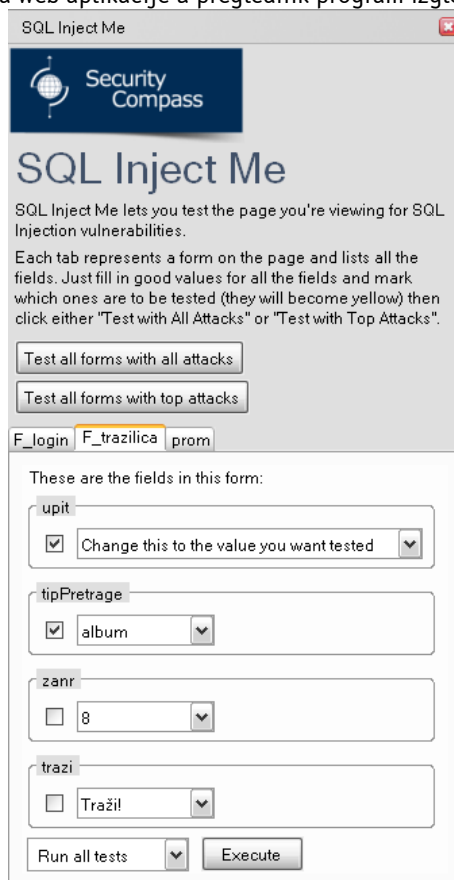 web aplikacije a preglednik program izgl
SQL Inject Me
Security
Compass
SQL Inject Me
SQL Inject Me lets you test the page you're viewing for SQL
Injection vulnerabilities.
Each tab represents a form on the page and lists all the
fields. Just fill in good values for all the fields and mark
which ones are to be tested (they will become yellow) then
click either "Test with All Attacks" or "Test with Top Attacks".
Test all forms with all attacks
Test all forms with top attacks
F_login F_trazilica prom
These are the fields in this form:
upit
Change this to the value you want tested
tipPretrage
album
zanr
8
trazi
Traži!
Run all tests Execute